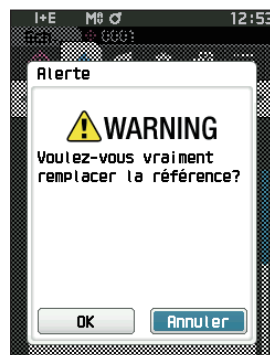 I+E M 12:53
0001
Alerte
WARNING
Voulez-vous vraiment
remplacer la référence?
OK Annuler